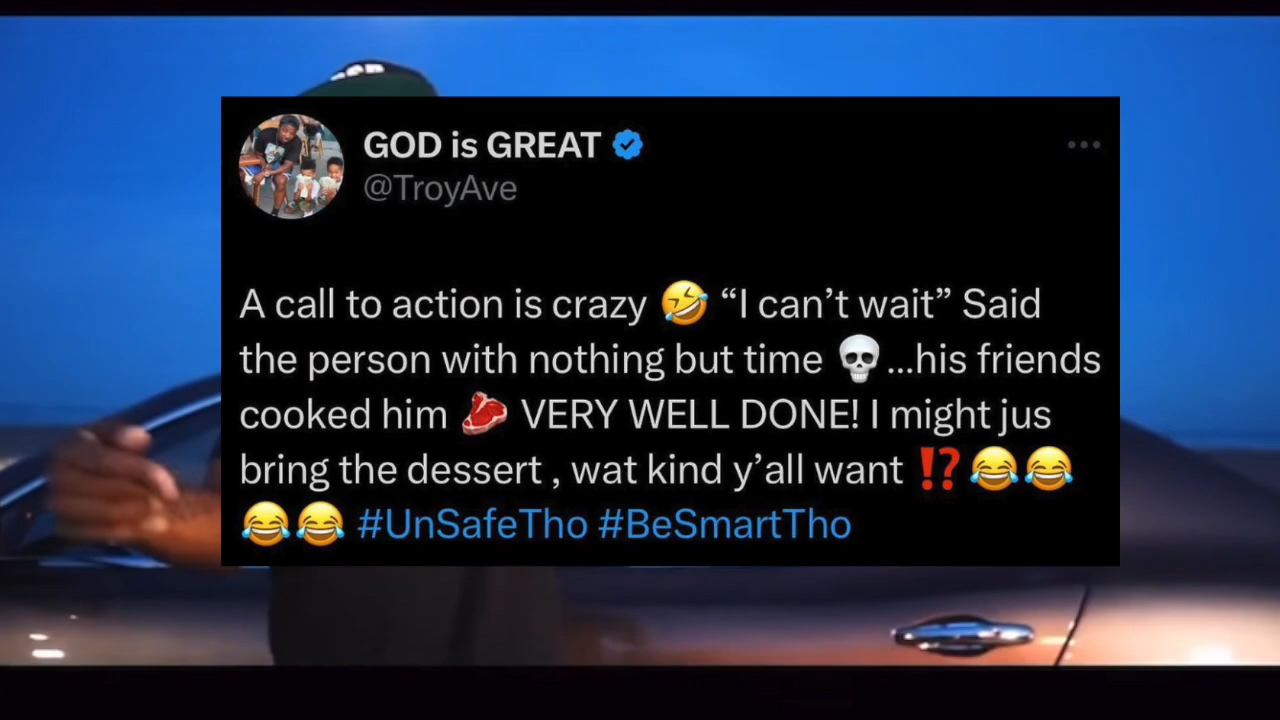 GOD is GREAT
@TroyAve
A call to action is crazy 🤣 “I can’t wait” Said
the person with nothing but time 💀...his friends
cooked him 🥩 VERY WELL DONE! I might jus
bring the dessert , wat kind y’all want ⁉️😂😂
😂😂 #UnSafeTho #BeSmartTho